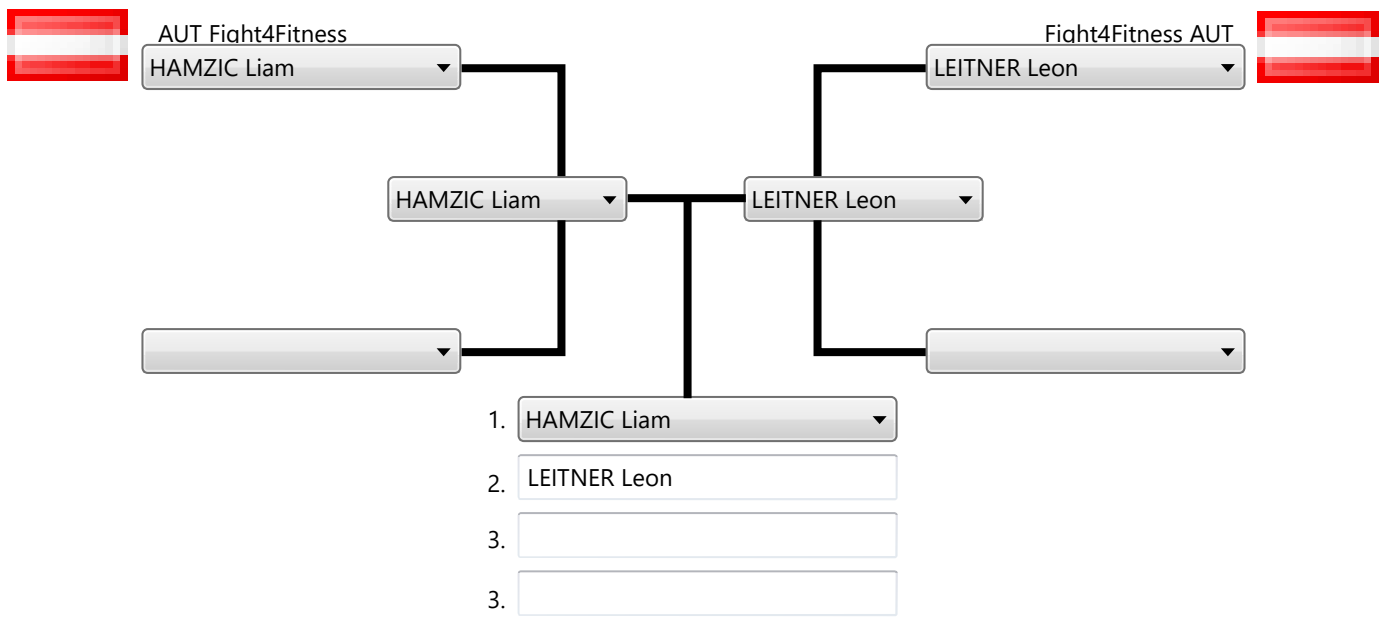 AUT Fight4Fitness
Fight4Fitness AUT
HAMZIC Liam
LEITNER Leon
HAMZIC Liam
LEITNER Leon
1. HAMZIC Liam
2. LEITNER Leon
3.
3.